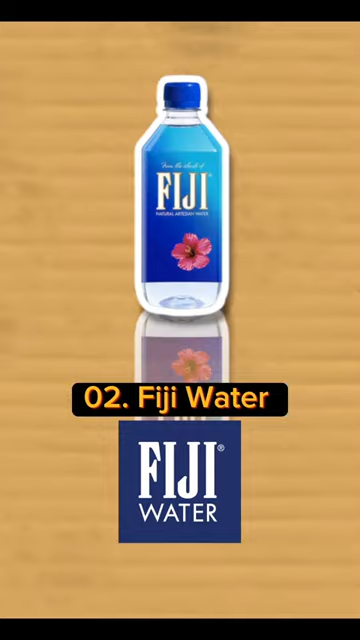 From the islands of
FIJI
NATURAL ARTESIAN WATER
02. Fiji Water
FIJI®
WATER